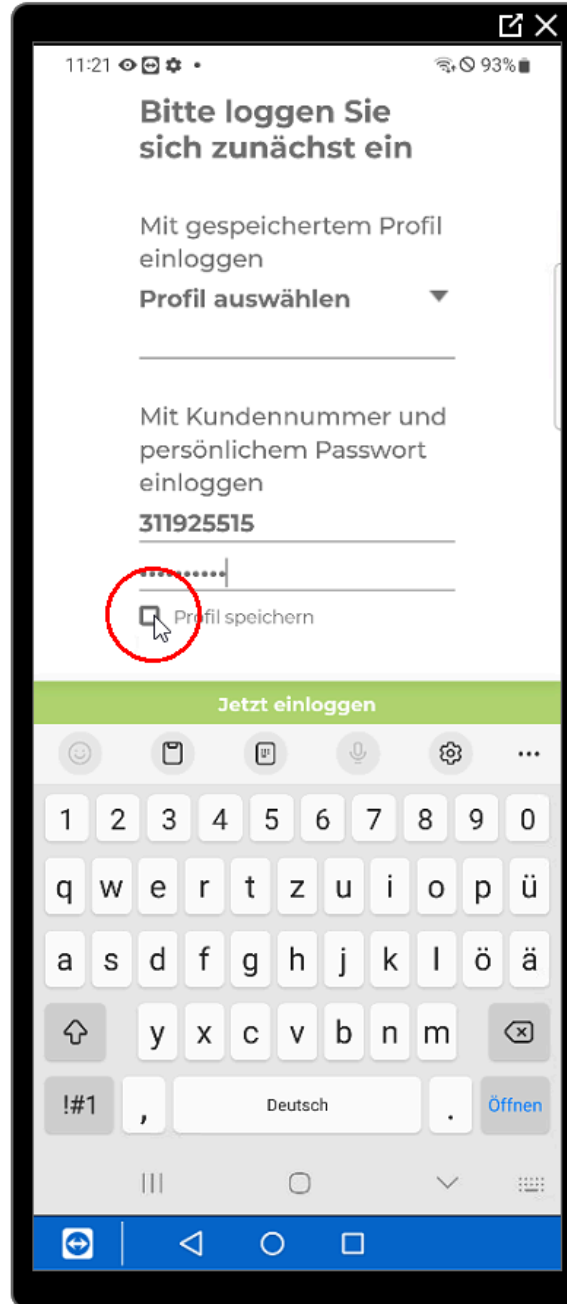 11:21 93%
Bitte loggen Sie
sich zunächst ein
Mit gespeichertem Profil
einloggen
Profil auswählen
Mit Kundennummer und
persönlichem Passwort
einloggen
311925515
••••••••••
Profil speichern
Jetzt einloggen
1 2 3 4 5 6 7 8 9 0
q w e r t z u i o p ü
a s d f g h j k l ö ä
y x c v b n m
!#1 , Deutsch . Öffnen